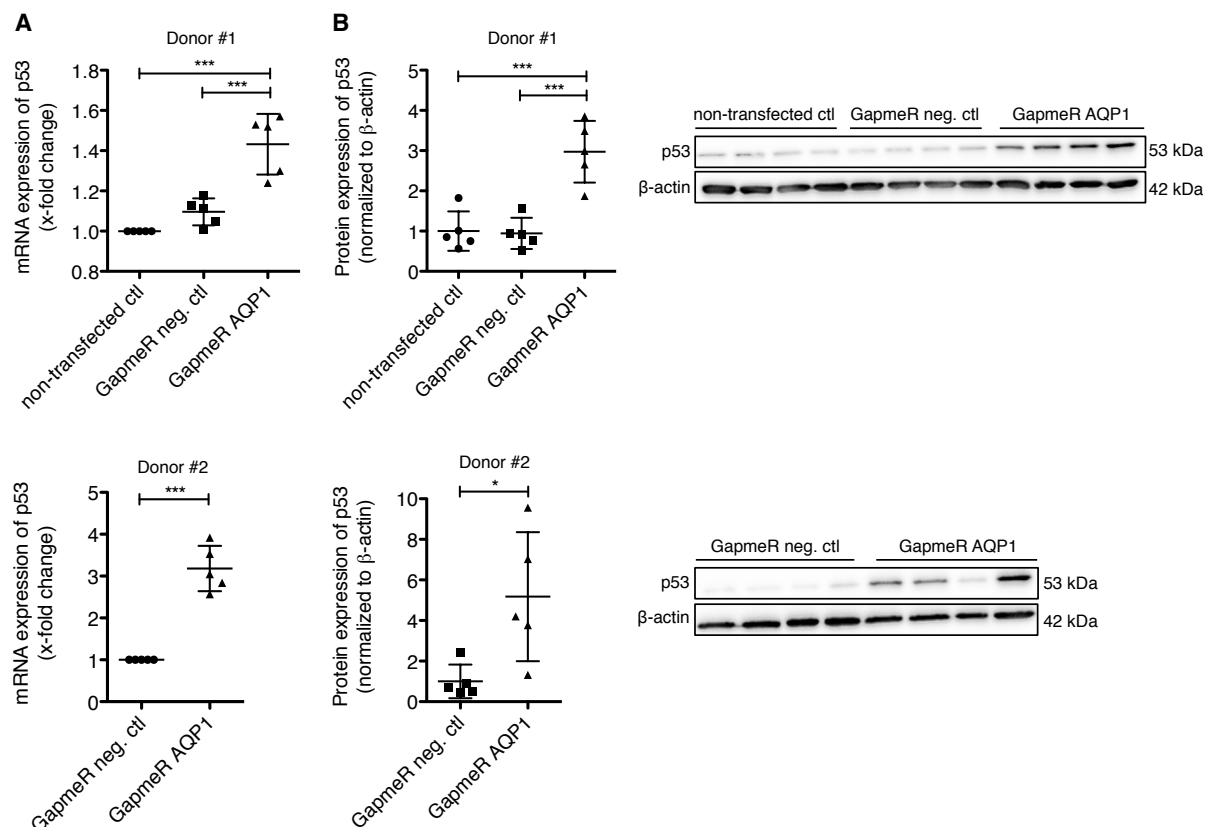 A
Donor #1
mRNA expression of p53
(x-fold change)
1.8
1.6
1.4
1.2
1.0
0.8
***
***
non-transfected ctl
GapmeR neg. ctl
GapmeR AQP1
B
Donor #1
Protein expression of p53
(normalized to β-actin)
5
4
3
2
1
0
***
***
non-transfected ctl
GapmeR neg. ctl
GapmeR AQP1
non-transfected ctl GapmeR neg. ctl GapmeR AQP1
p53 53 kDa
β-actin 42 kDa
Donor #2
mRNA expression of p53
(x-fold change)
5
4
3
2
1
0
***
GapmeR neg. ctl
GapmeR AQP1
Donor #2
Protein expression of p53
(normalized to β-actin)
10
8
6
4
2
0
*
GapmeR neg. ctl
GapmeR AQP1
GapmeR neg. ctl GapmeR AQP1
p53 53 kDa
β-actin 42 kDa